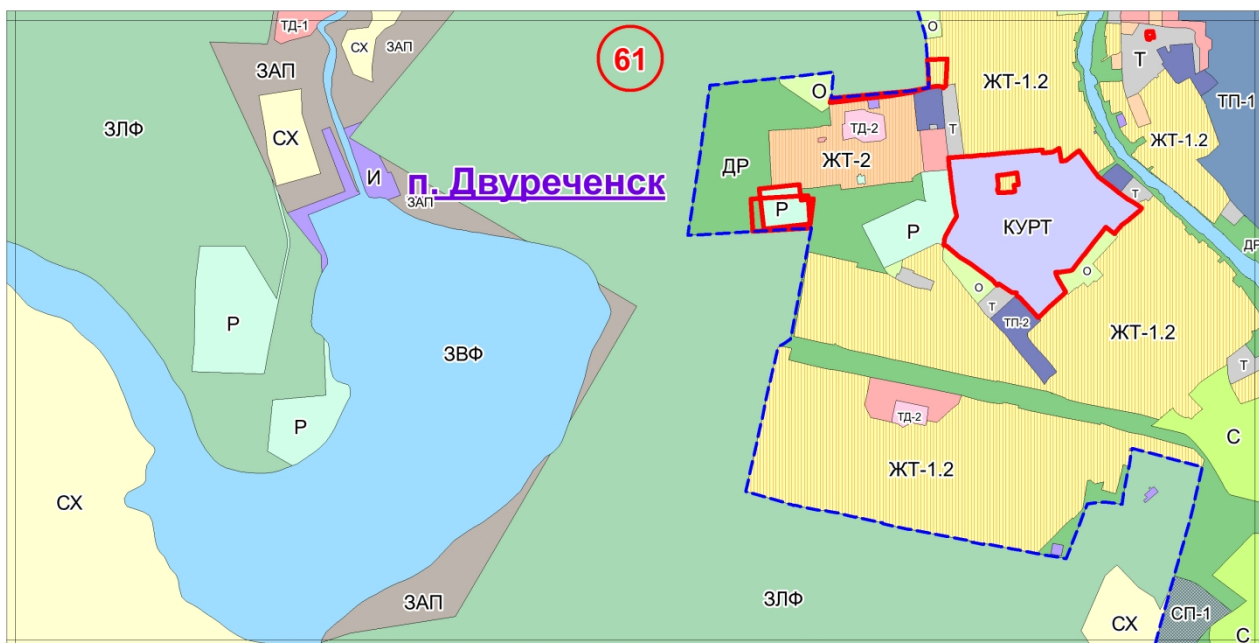 ТД-1
СХ
ЗАП
ЗАП
61
О
О
ЖТ-1.2
Т
ТП-1
ЗЛФ
СХ
ТД-2
Т
ЖТ-1.2
ДР
ЖТ-2
И
п. Двуреченск
ЗАП
Р
Т
Р
КУРТ
ДР
О
О
Т
ТП-2
Р
ЗВФ
ЖТ-1.2
Т
ТД-2
Р
С
ЖТ-1.2
СХ
ЗАП
ЗЛФ
СХ
СП-1
С